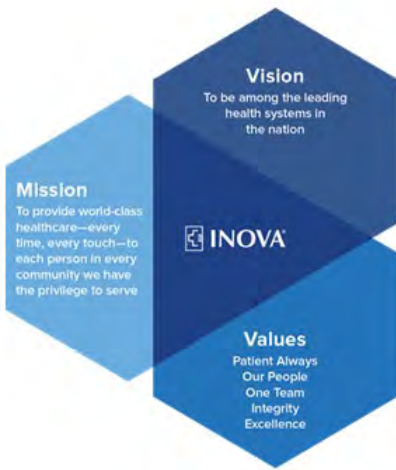 Vision
To be among the leading
health systems in
the nation
Mission
To provide world-class
healthcare—every
time, every touch—to
each person in every
community we have
the privilege to serve
INOVA
Values
Patient Always
Our People
One Team
Integrity
Excellence